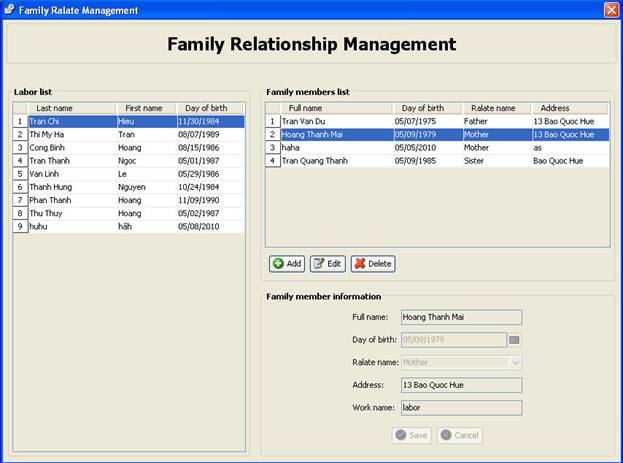 Family Ralate Management
Family Relationship Management
Labor list
Last name First name Day of birth
1 Tran Chi Hieu 11/30/1984
2 Thi My Ha Tran 08/07/1989
3 Cong Binh Hoang 08/15/1986
4 Tran Thanh Ngoc 05/01/1987
5 Van Linh Le 05/29/1986
6 Thanh Hung Nguyen 10/24/1984
7 Phan Thanh Hoang 11/09/1990
8 Thu Thuy Hoang 05/02/1987
9 huhu hãh 05/08/2010
Family members list
Full name Day of birth Ralate name Address
1 Tran Van Du 05/07/1975 Father 13 Bao Quoc Hue
2 Hoang Thanh Mai 05/09/1979 Mother 13 Bao Quoc Hue
3 haha 05/05/2010 Mother as
4 Tran Quang Thanh 05/09/1985 Sister Bao Quoc Hue
Add Edit Delete
Family member information
Full name: Hoang Thanh Mai
Day of birth: 05/09/1979
Ralate name: Mother
Address: 13 Bao Quoc Hue
Work name: labor
Save Cancel